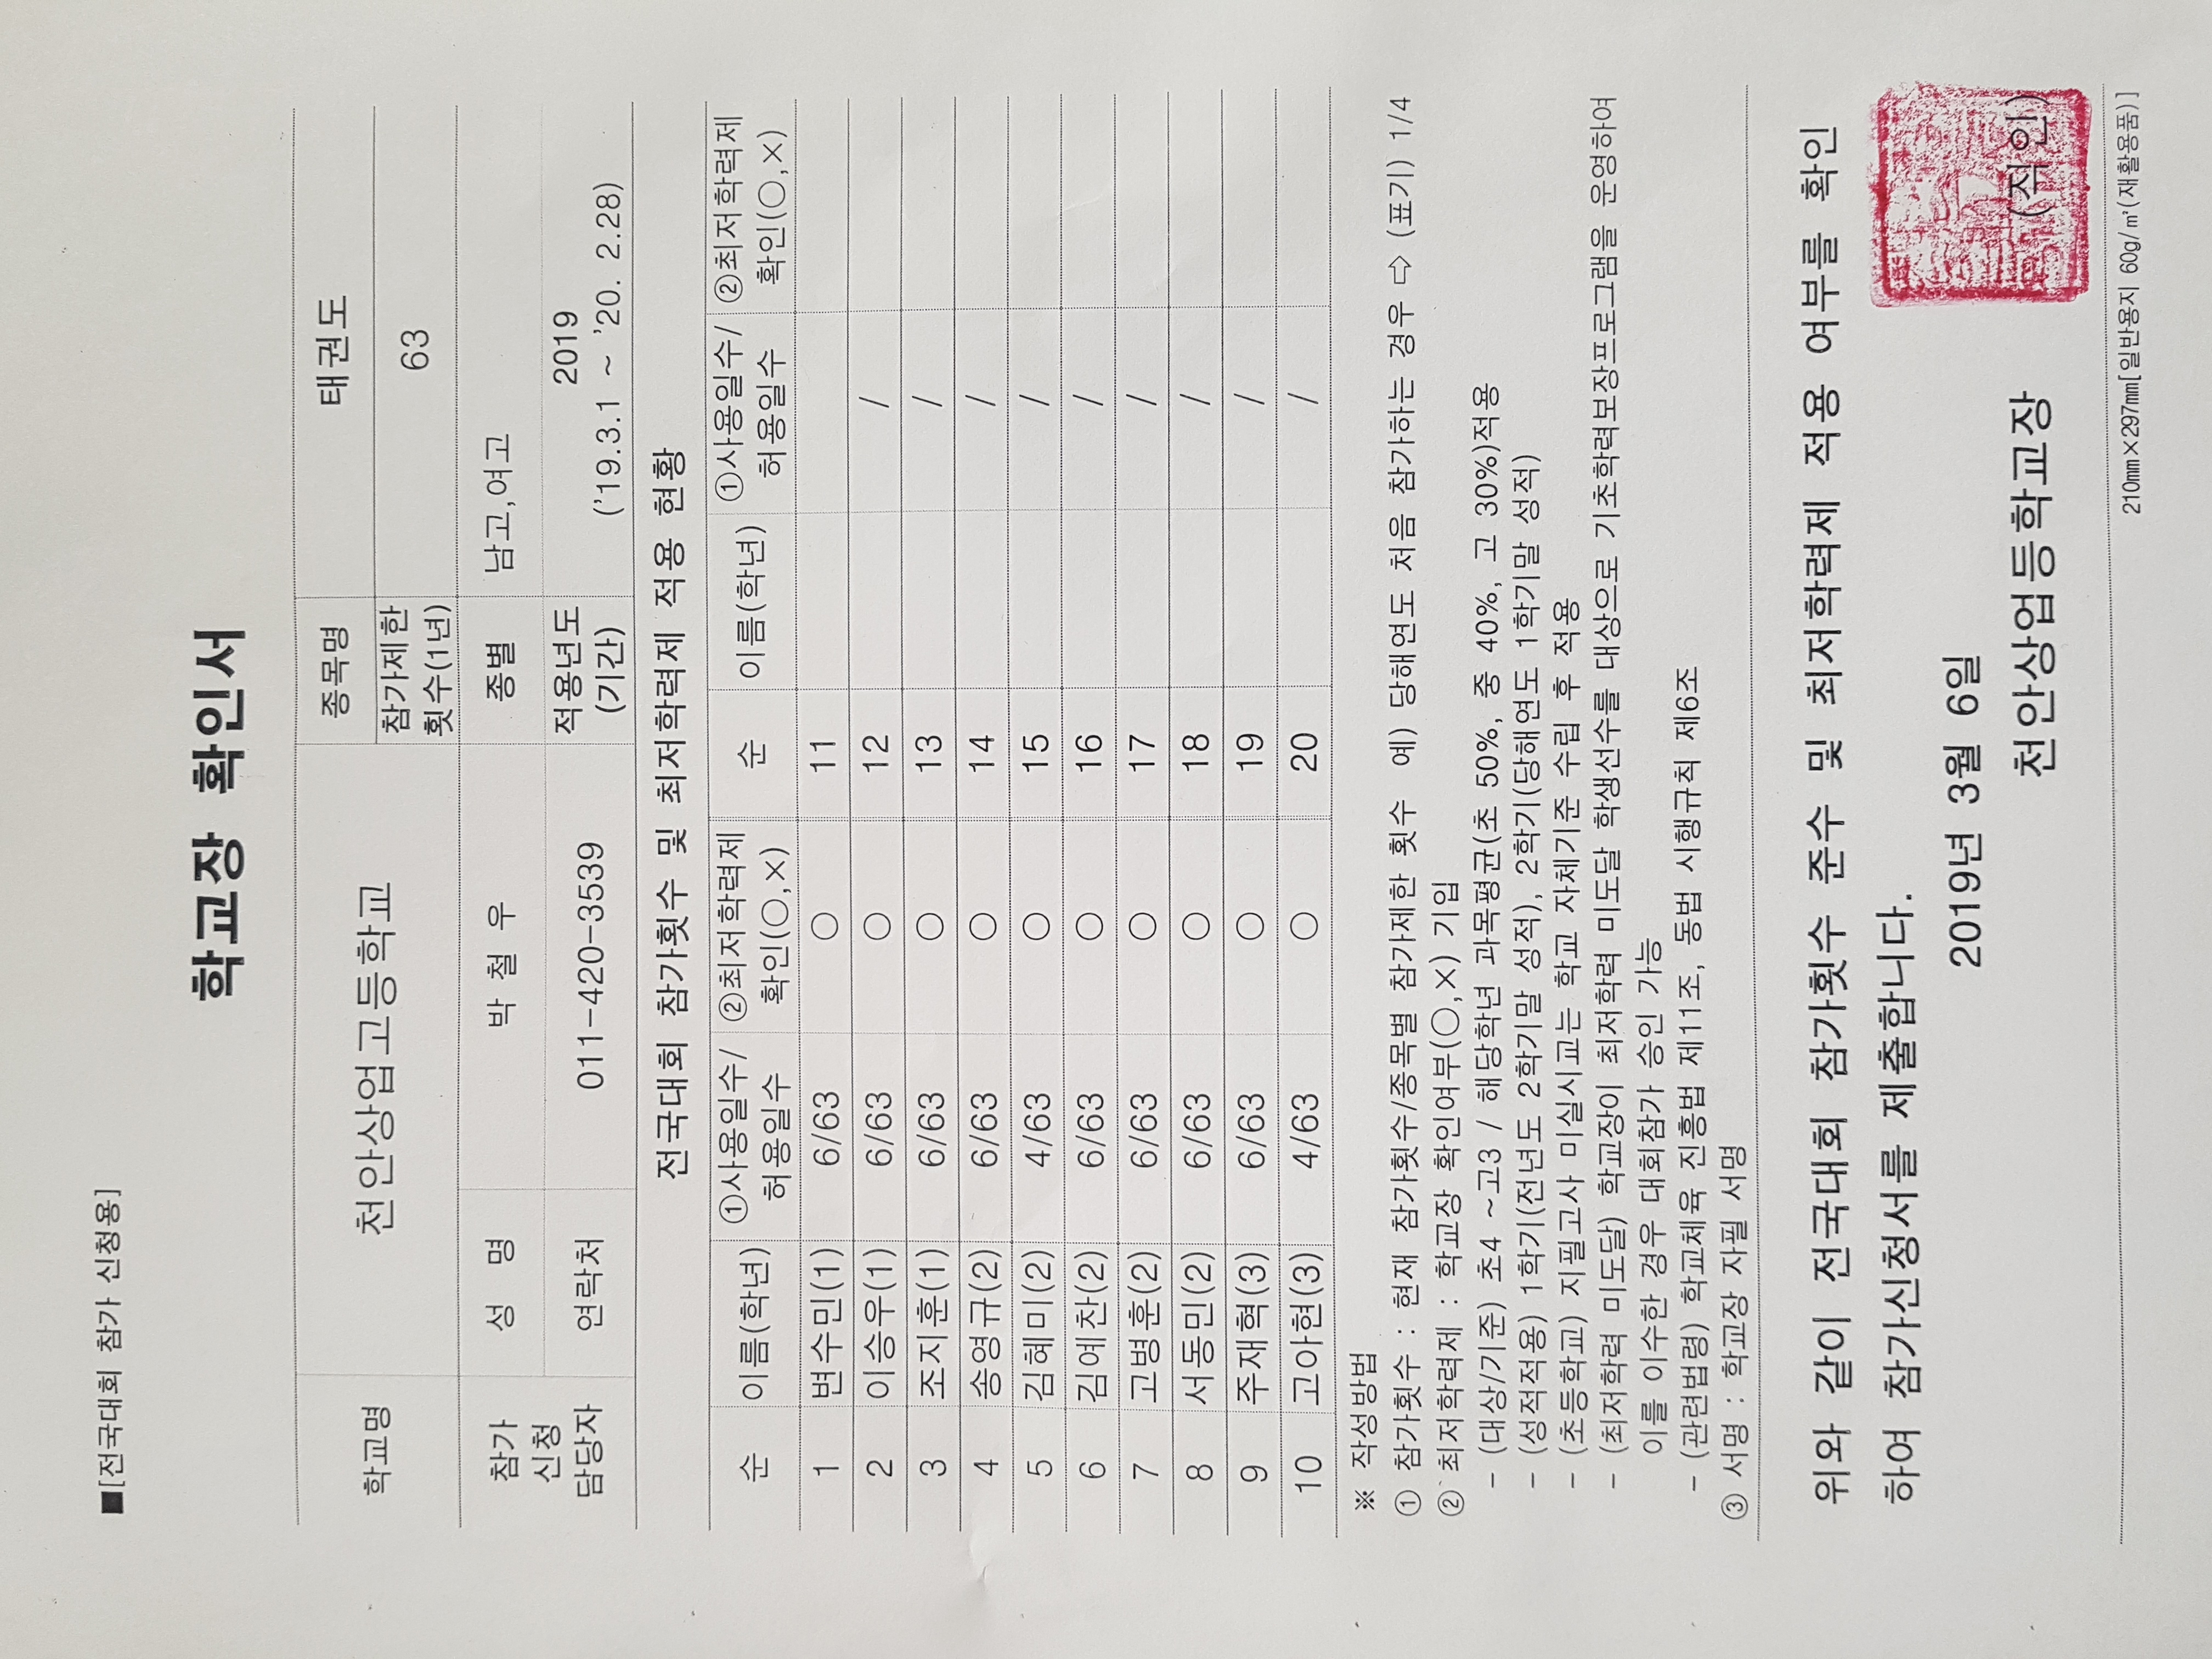 ■[전국대회 참가 신청용]
학교장 확인서
학교명 천안상업고등학교 종목명 태권도
참가제한 횟수(1년) 63
참가 신청 담당자 성 명 박 철 우 종별 남고,여고
연락처 011-420-3539 적용년도 (기간) 2019 ('19.3.1 ~ '20. 2.28)
전국대회 참가횟수 및 최저학력제 적용 현황
순 이름(학년) ①사용일수/허용일수 ②최저학력제 확인(○,×) 순 이름(학년) ①사용일수/허용일수 ②최저학력제 확인(○,×)
1 변수민(1) 6/63 ○ 11
2 이승우(1) 6/63 ○ 12 /
3 조지훈(1) 6/63 ○ 13 /
4 송영규(2) 6/63 ○ 14 /
5 김혜미(2) 4/63 ○ 15 /
6 김예찬(2) 6/63 ○ 16 /
7 고병훈(2) 6/63 ○ 17 /
8 서동민(2) 6/63 ○ 18 /
9 주재혁(3) 6/63 ○ 19 /
10 고아현(3) 4/63 ○ 20 /
※ 작성방법
① 참가횟수 : 현재 참가횟수/종목별 참가제한 횟수 예) 당해연도 처음 참가하는 경우 ⇨ (표기) 1/4
② 최저학력제 : 학교장 확인여부(○,×) 기입
- (대상/기준) 초4 ~고3 / 해당학년 과목평균(초 50%, 중 40%, 고 30%)적용
- (성적적용) 1학기(전년도 2학기말 성적), 2학기(당해연도 1학기말 성적)
- (초등학교) 지필고사 미실시교는 학교 자체기준 수립 후 적용
- (최저학력 미도달) 학교장이 최저학력 미도달 학생선수를 대상으로 기초학력보장프로그램을 운영하여
이를 이수한 경우 대회참가 승인 가능
- (관련법령) 학교체육 진흥법 제11조, 동법 시행규칙 제6조
③ 서명 : 학교장 자필 서명
위와 같이 전국대회 참가횟수 준수 및 최저학력제 적용 여부를 확인
하여 참가신청서를 제출합니다.
2019년 3월 6일
천안상업등학교장 (직인)
210㎜×297㎜[일반용지 60g/㎡(재활용품)]